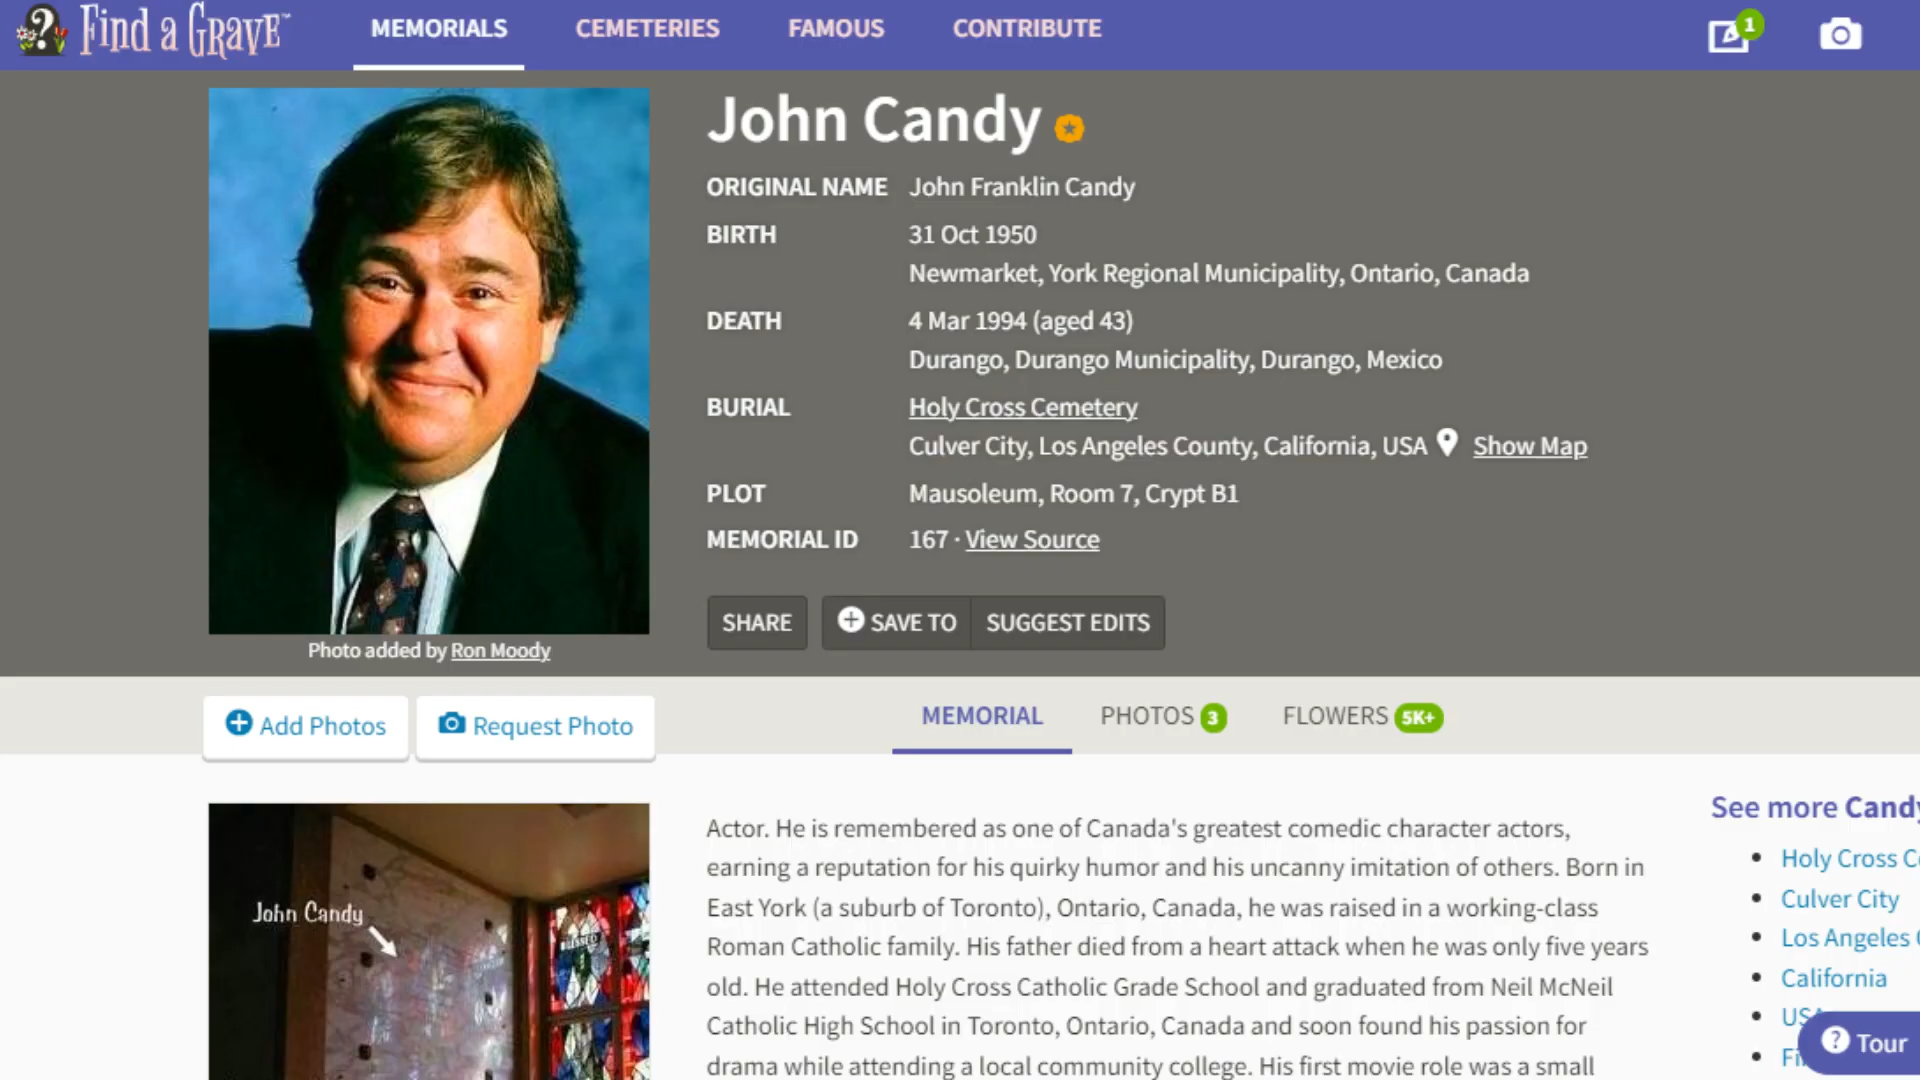 Find a Grave™
MEMORIALS
CEMETERIES
FAMOUS
CONTRIBUTE
1
John Candy
ORIGINAL NAME John Franklin Candy
BIRTH 31 Oct 1950
Newmarket, York Regional Municipality, Ontario, Canada
DEATH 4 Mar 1994 (aged 43)
Durango, Durango Municipality, Durango, Mexico
BURIAL Holy Cross Cemetery
Culver City, Los Angeles County, California, USA Show Map
PLOT Mausoleum, Room 7, Crypt B1
MEMORIAL ID 167 · View Source
SHARE
SAVE TO
SUGGEST EDITS
Photo added by Ron Moody
Add Photos
Request Photo
MEMORIAL
PHOTOS 3
FLOWERS 5K+
John Candy
Actor. He is remembered as one of Canada's greatest comedic character actors,
earning a reputation for his quirky humor and his uncanny imitation of others. Born in
East York (a suburb of Toronto), Ontario, Canada, he was raised in a working-class
Roman Catholic family. His father died from a heart attack when he was only five years
old. He attended Holy Cross Catholic Grade School and graduated from Neil McNeil
Catholic High School in Toronto, Ontario, Canada and soon found his passion for
drama while attending a local community college. His first movie role was a small
See more Candy
Holy Cross
Culver City
Los Angeles
California
USA
Tour